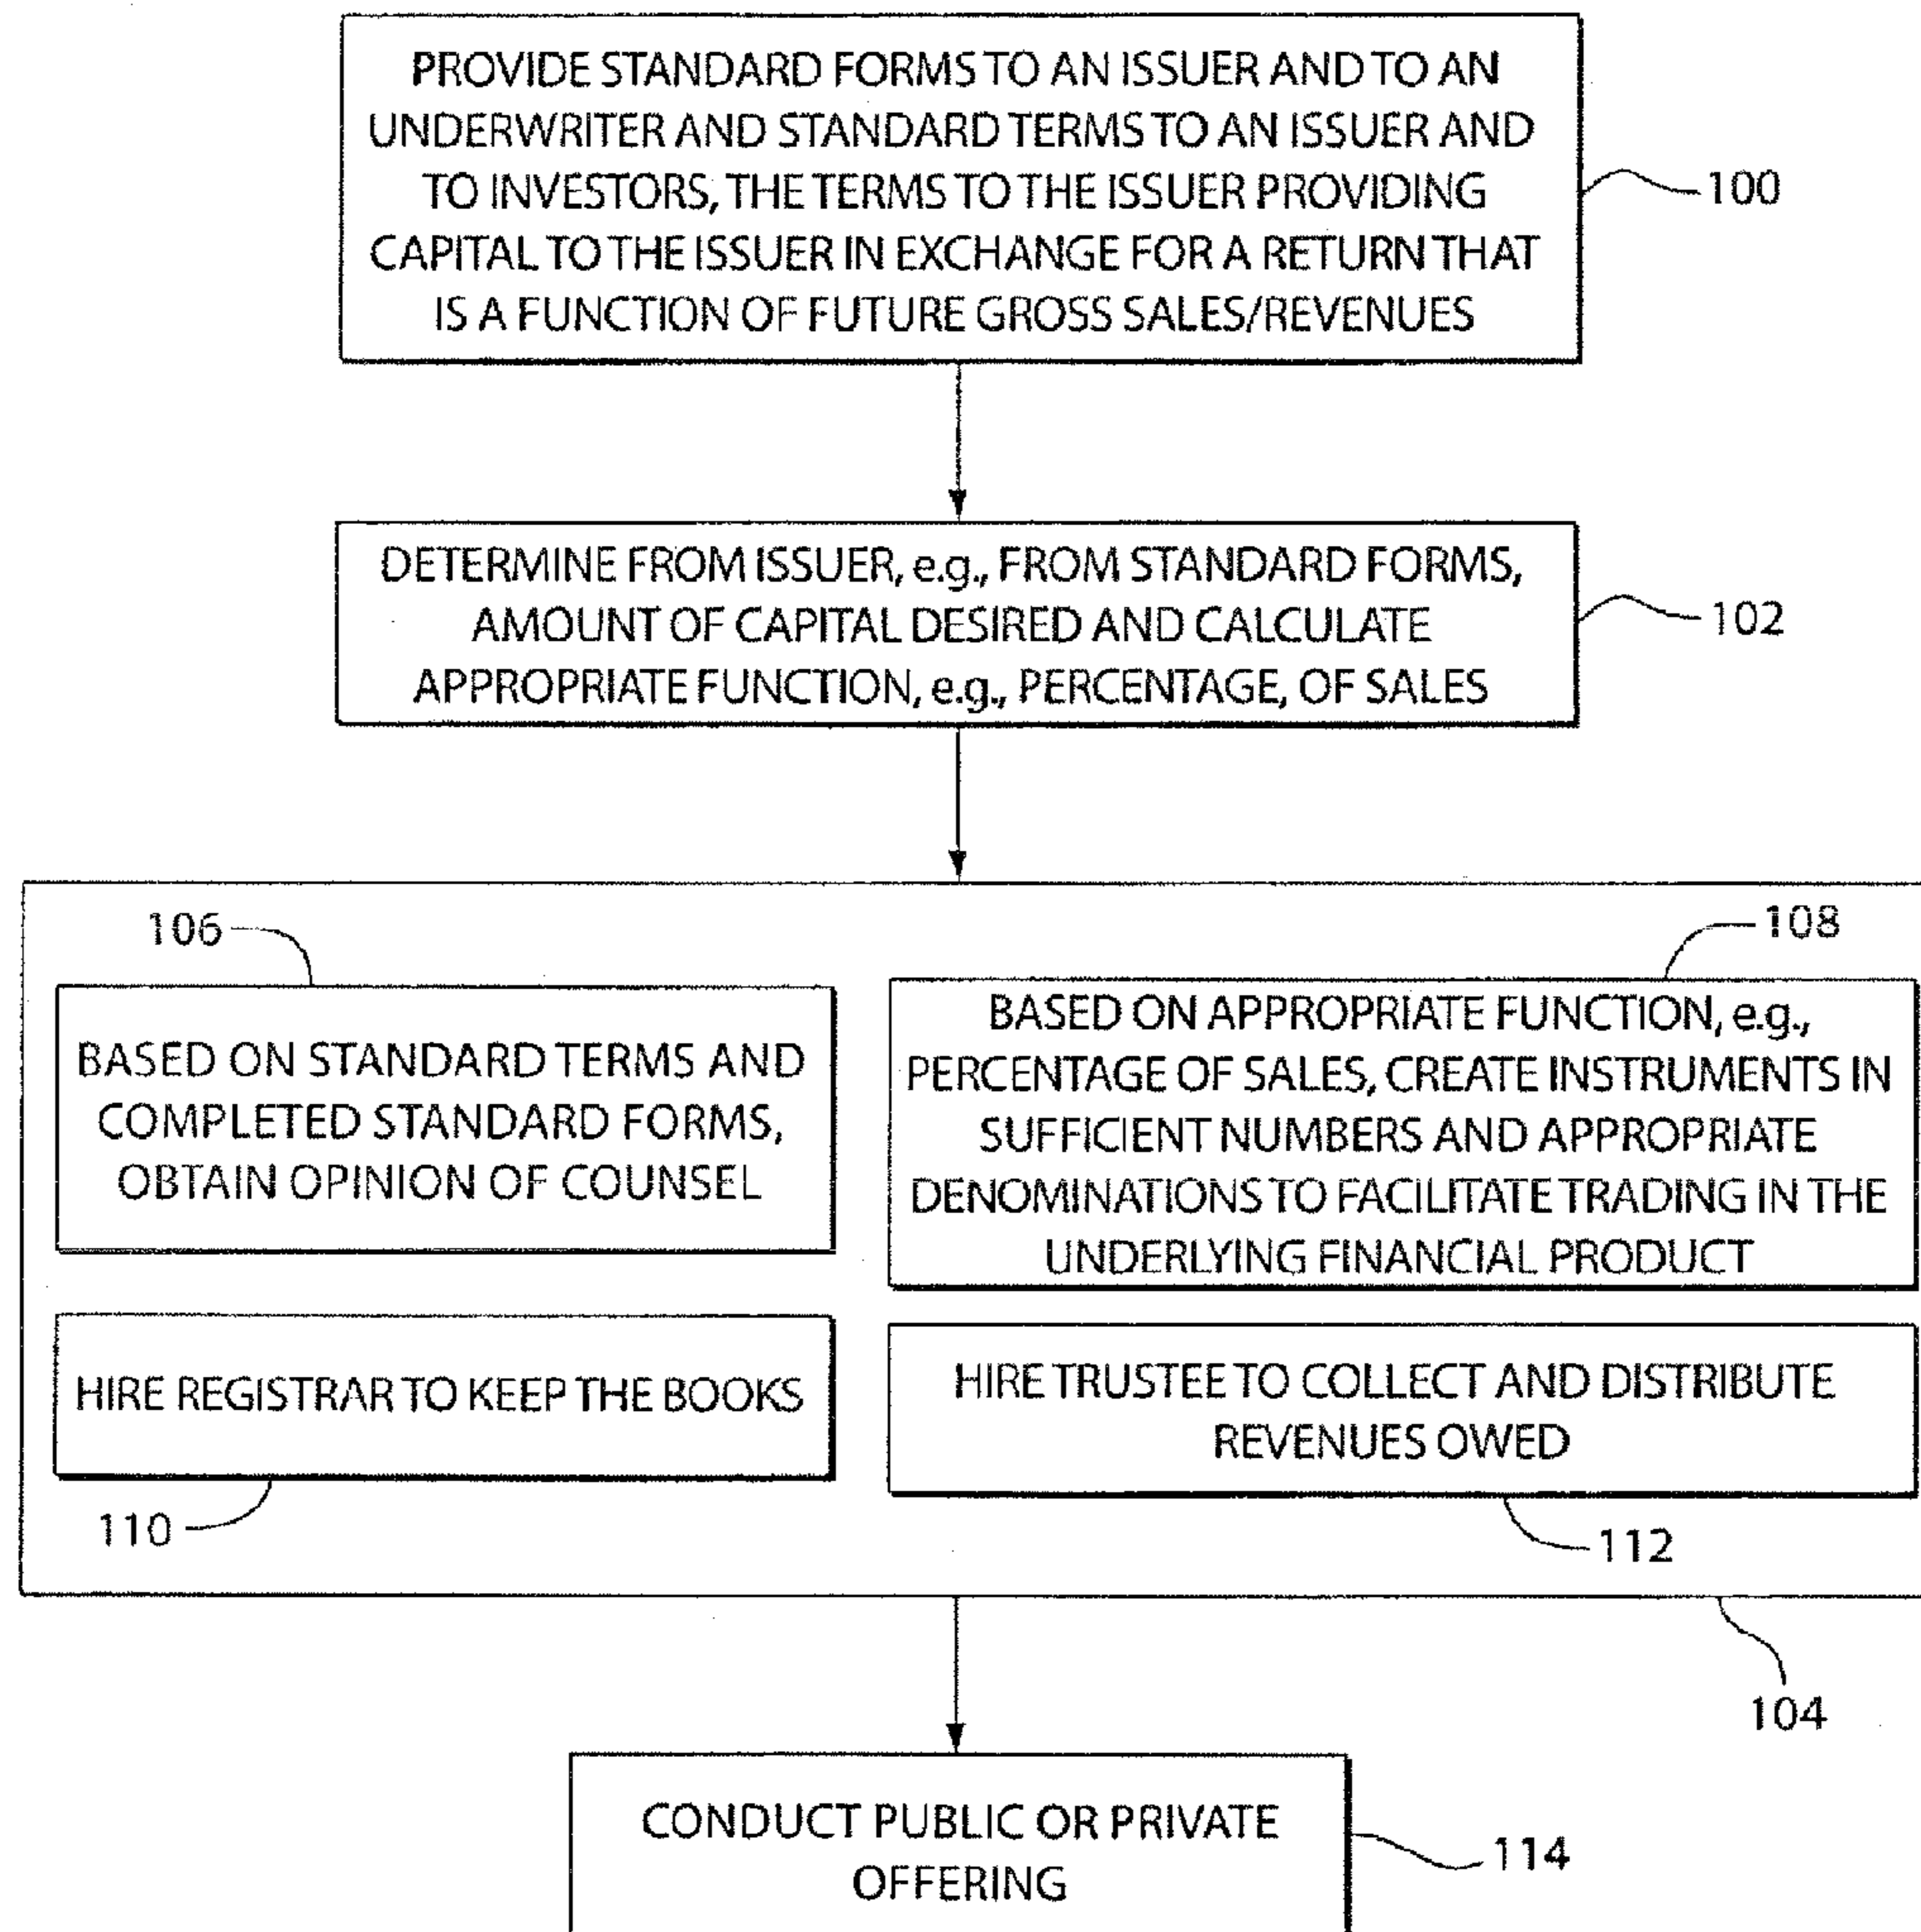 PROVIDE STANDARD FORMS TO AN ISSUER AND TO AN
UNDERWRITER AND STANDARD TERMS TO AN ISSUER AND
TO INVESTORS, THE TERMS TO THE ISSUER PROVIDING
CAPITAL TO THE ISSUER IN EXCHANGE FOR A RETURN THAT
IS A FUNCTION OF FUTURE GROSS SALES/REVENUES
100
DETERMINE FROM ISSUER, e.g., FROM STANDARD FORMS,
AMOUNT OF CAPITAL DESIRED AND CALCULATE
APPROPRIATE FUNCTION, e.g., PERCENTAGE, OF SALES
102
106
BASED ON STANDARD TERMS AND
COMPLETED STANDARD FORMS,
OBTAIN OPINION OF COUNSEL
108
BASED ON APPROPRIATE FUNCTION, e.g.,
PERCENTAGE OF SALES, CREATE INSTRUMENTS IN
SUFFICIENT NUMBERS AND APPROPRIATE
DENOMINATIONS TO FACILITATE TRADING IN THE
UNDERLYING FINANCIAL PRODUCT
HIRE REGISTRAR TO KEEP THE BOOKS
110
HIRE TRUSTEE TO COLLECT AND DISTRIBUTE
REVENUES OWED
112
104
CONDUCT PUBLIC OR PRIVATE
OFFERING
114